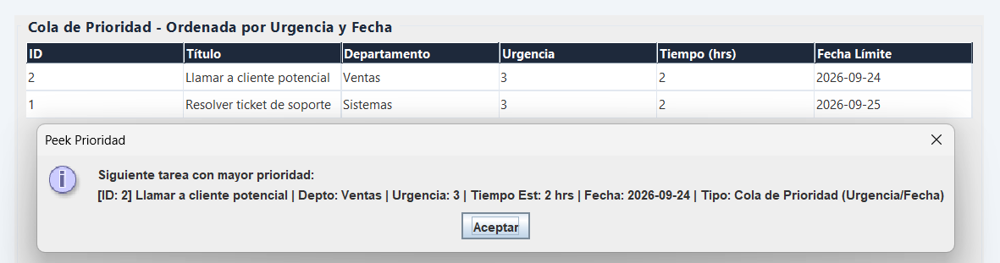 Cola de Prioridad - Ordenada por Urgencia y Fecha
ID Título Departamento Urgencia Tiempo (hrs) Fecha Límite
2 Llamar a cliente potencial Ventas 3 2 2026-09-24
1 Resolver ticket de soporte Sistemas 3 2 2026-09-25
Peek Prioridad
Siguiente tarea con mayor prioridad:
[ID: 2] Llamar a cliente potencial | Depto: Ventas | Urgencia: 3 | Tiempo Est: 2 hrs | Fecha: 2026-09-24 | Tipo: Cola de Prioridad (Urgencia/Fecha)
Aceptar